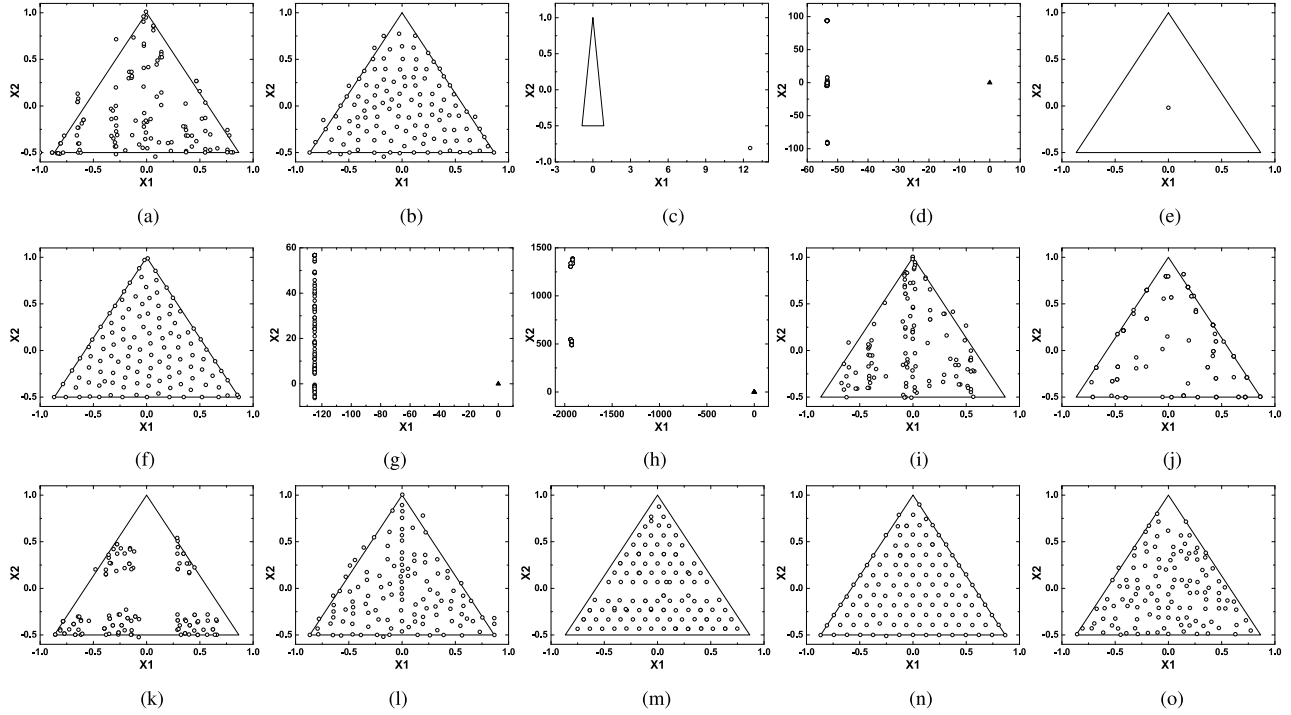 X2
1.0
0.5
0.0
-0.5
-1.0 -0.5 0.0 0.5 1.0
X1
(a)
X2
1.0
0.5
0.0
-0.5
-1.0 -0.5 0.0 0.5 1.0
X1
(b)
X2
1.0
0.5
0.0
-0.5
-1.0
-3 0 3 6 9 12
X1
(c)
X2
100
75
50
25
0
-25
-50
-75
-100
-60 -50 -40 -30 -20 -10 0 10
X1
(d)
X2
1.0
0.5
0.0
-0.5
-1.0 -0.5 0.0 0.5 1.0
X1
(e)
X2
1.0
0.5
0.0
-0.5
-1.0 -0.5 0.0 0.5 1.0
X1
(f)
X2
60
40
20
0
-120 -100 -80 -60 -40 -20 0
X1
(g)
X2
1500
1000
500
0
-2000 -1500 -1000 -500 0
X1
(h)
X2
1.0
0.5
0.0
-0.5
-1.0 -0.5 0.0 0.5 1.0
X1
(i)
X2
1.0
0.5
0.0
-0.5
-1.0 -0.5 0.0 0.5 1.0
X1
(j)
X2
1.0
0.5
0.0
-0.5
-1.0 -0.5 0.0 0.5 1.0
X1
(k)
X2
1.0
0.5
0.0
-0.5
-1.0 -0.5 0.0 0.5 1.0
X1
(l)
X2
1.0
0.5
0.0
-0.5
-1.0 -0.5 0.0 0.5 1.0
X1
(m)
X2
1.0
0.5
0.0
-0.5
-1.0 -0.5 0.0 0.5 1.0
X1
(n)
X2
1.0
0.5
0.0
-0.5
-1.0 -0.5 0.0 0.5 1.0
X1
(o)